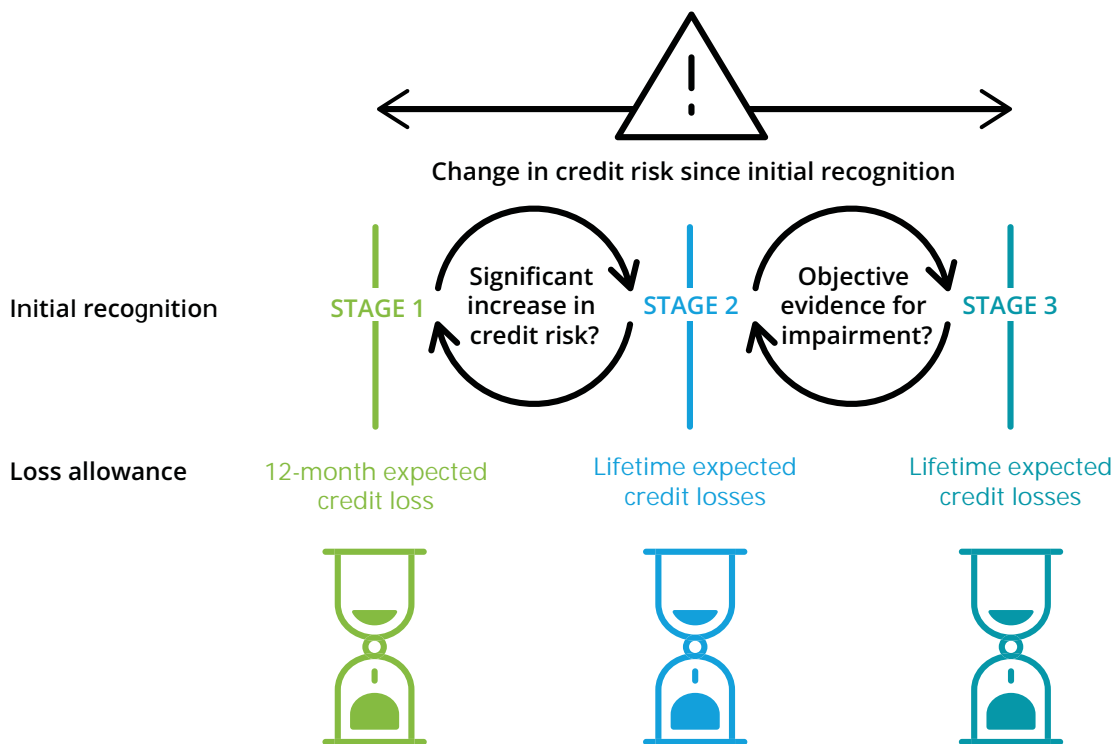 Change in credit risk since initial recognition
Initial recognition
STAGE 1
Significant
increase in
credit risk?
STAGE 2
Objective
evidence for
impairment?
STAGE 3
Loss allowance
12-month expected
credit loss
Lifetime expected
credit losses
Lifetime expected
credit losses